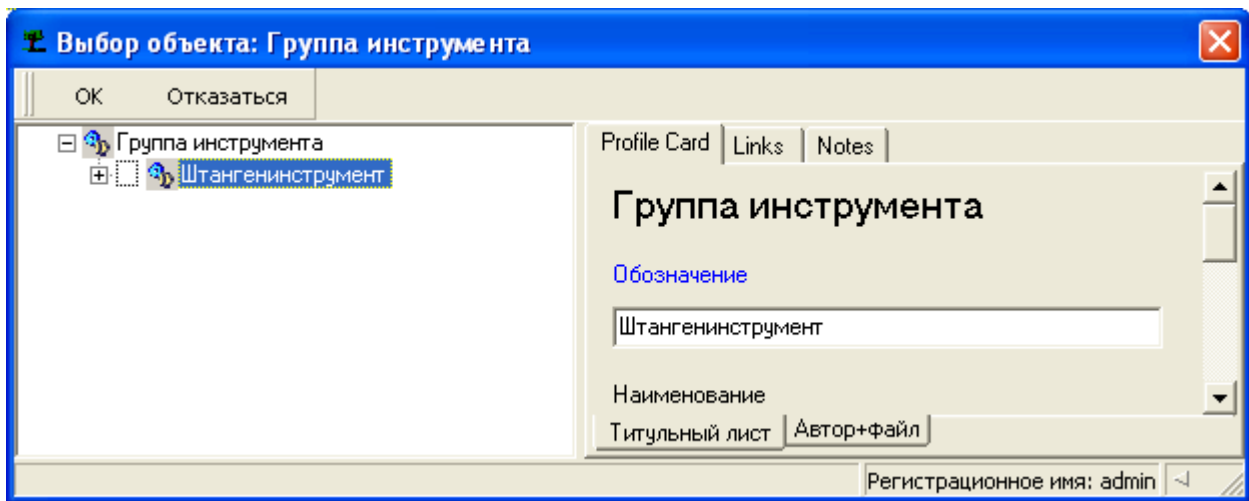 Выбор объекта: Группа инструмента
ОК Отказаться
Группа инструмента
Штангенинструмент
Profile Card Links Notes
Группа инструмента
Обозначение
Штангенинструмент
Наименование
Титульный лист Автор+Файл
Регистрационное имя: admin